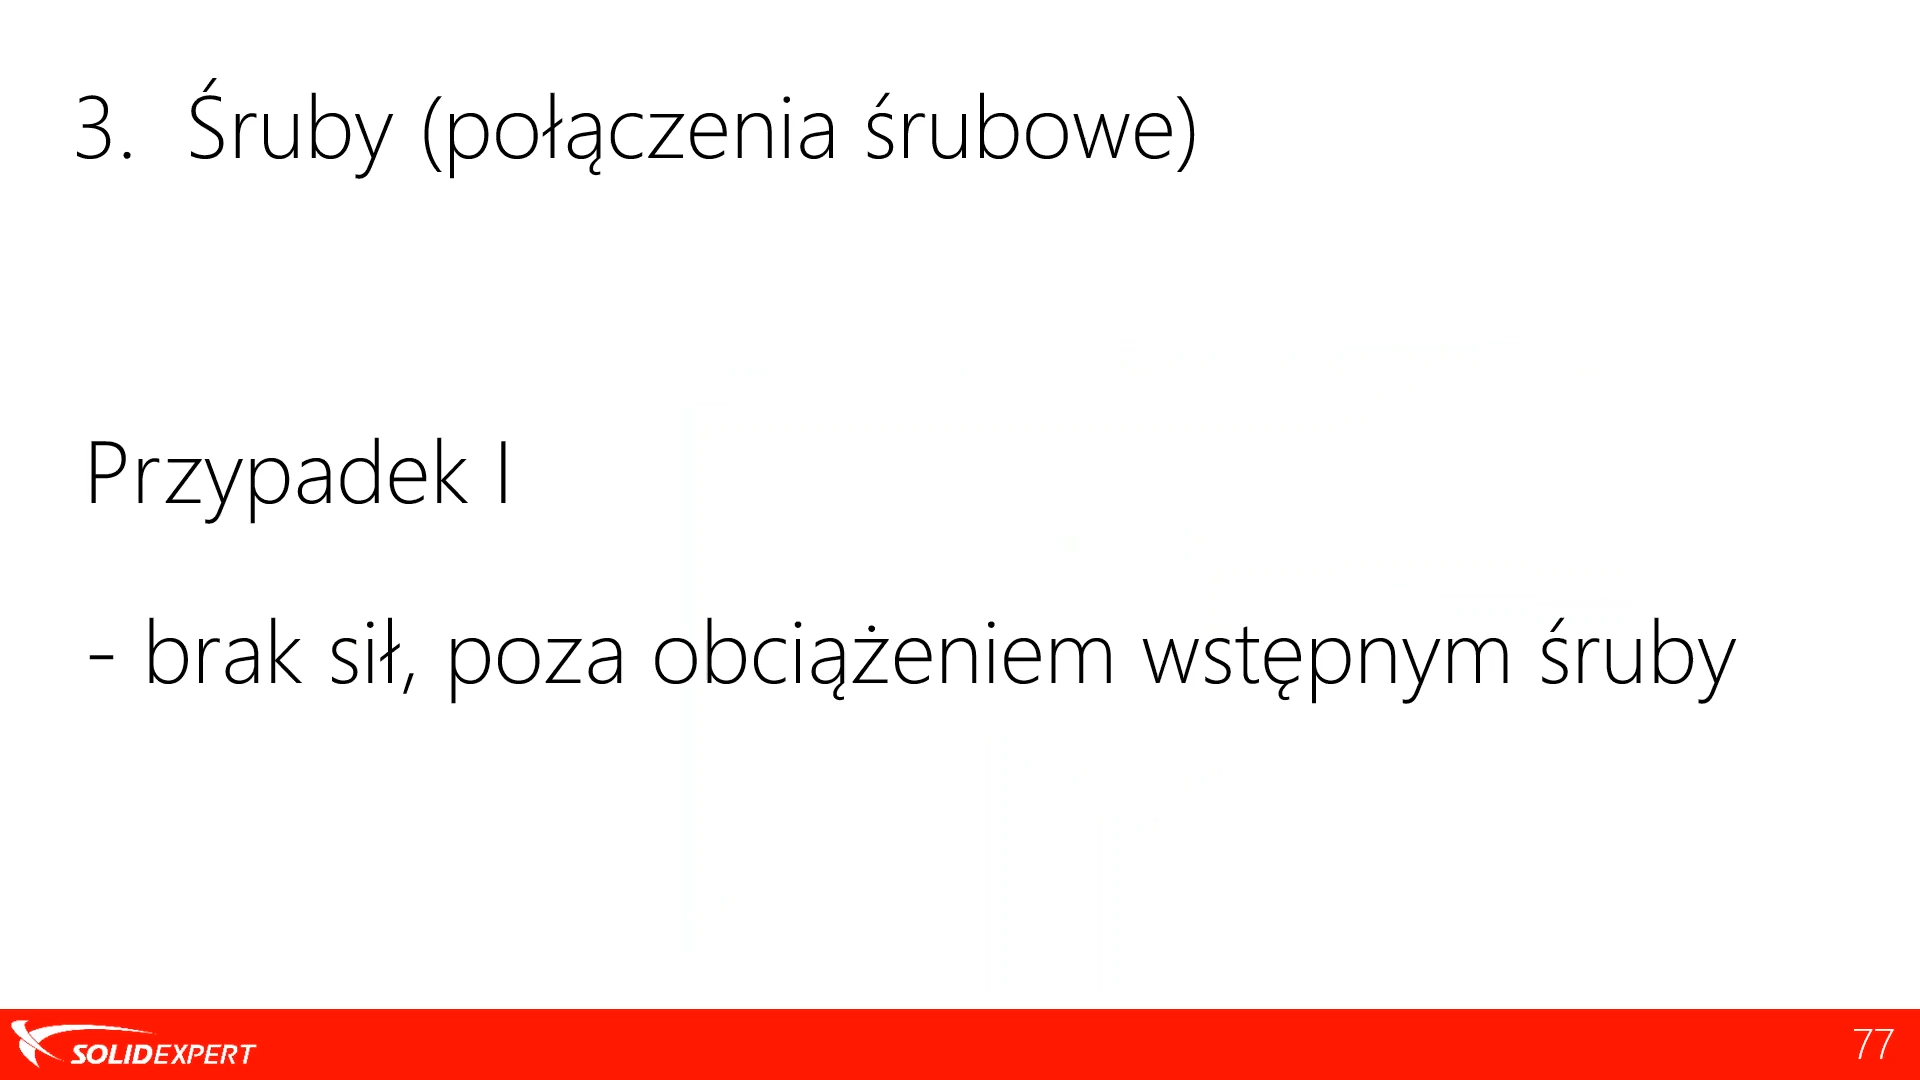 3. Śruby (połączenia śrubowe)
Przypadek I
- brak sił, poza obciążeniem wstępnym śruby
SOLIDEXPERT
77